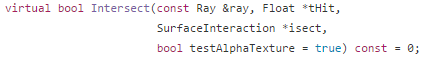 virtual bool Intersect(const Ray &ray, Float *tHit,
SurfaceInteraction *isect,
bool testAlphaTexture = true) const = 0;